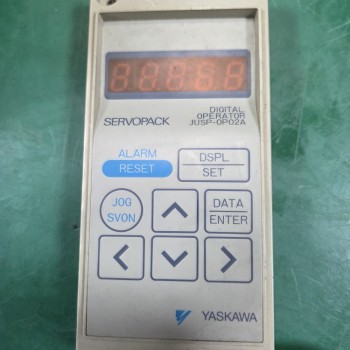 DIGITAL
OPERATOR
JUSP-OP02A
SERVOPACK
ALARM
RESET
DSPL
SET
JOG
SVON
DATA
ENTER
YASKAWA